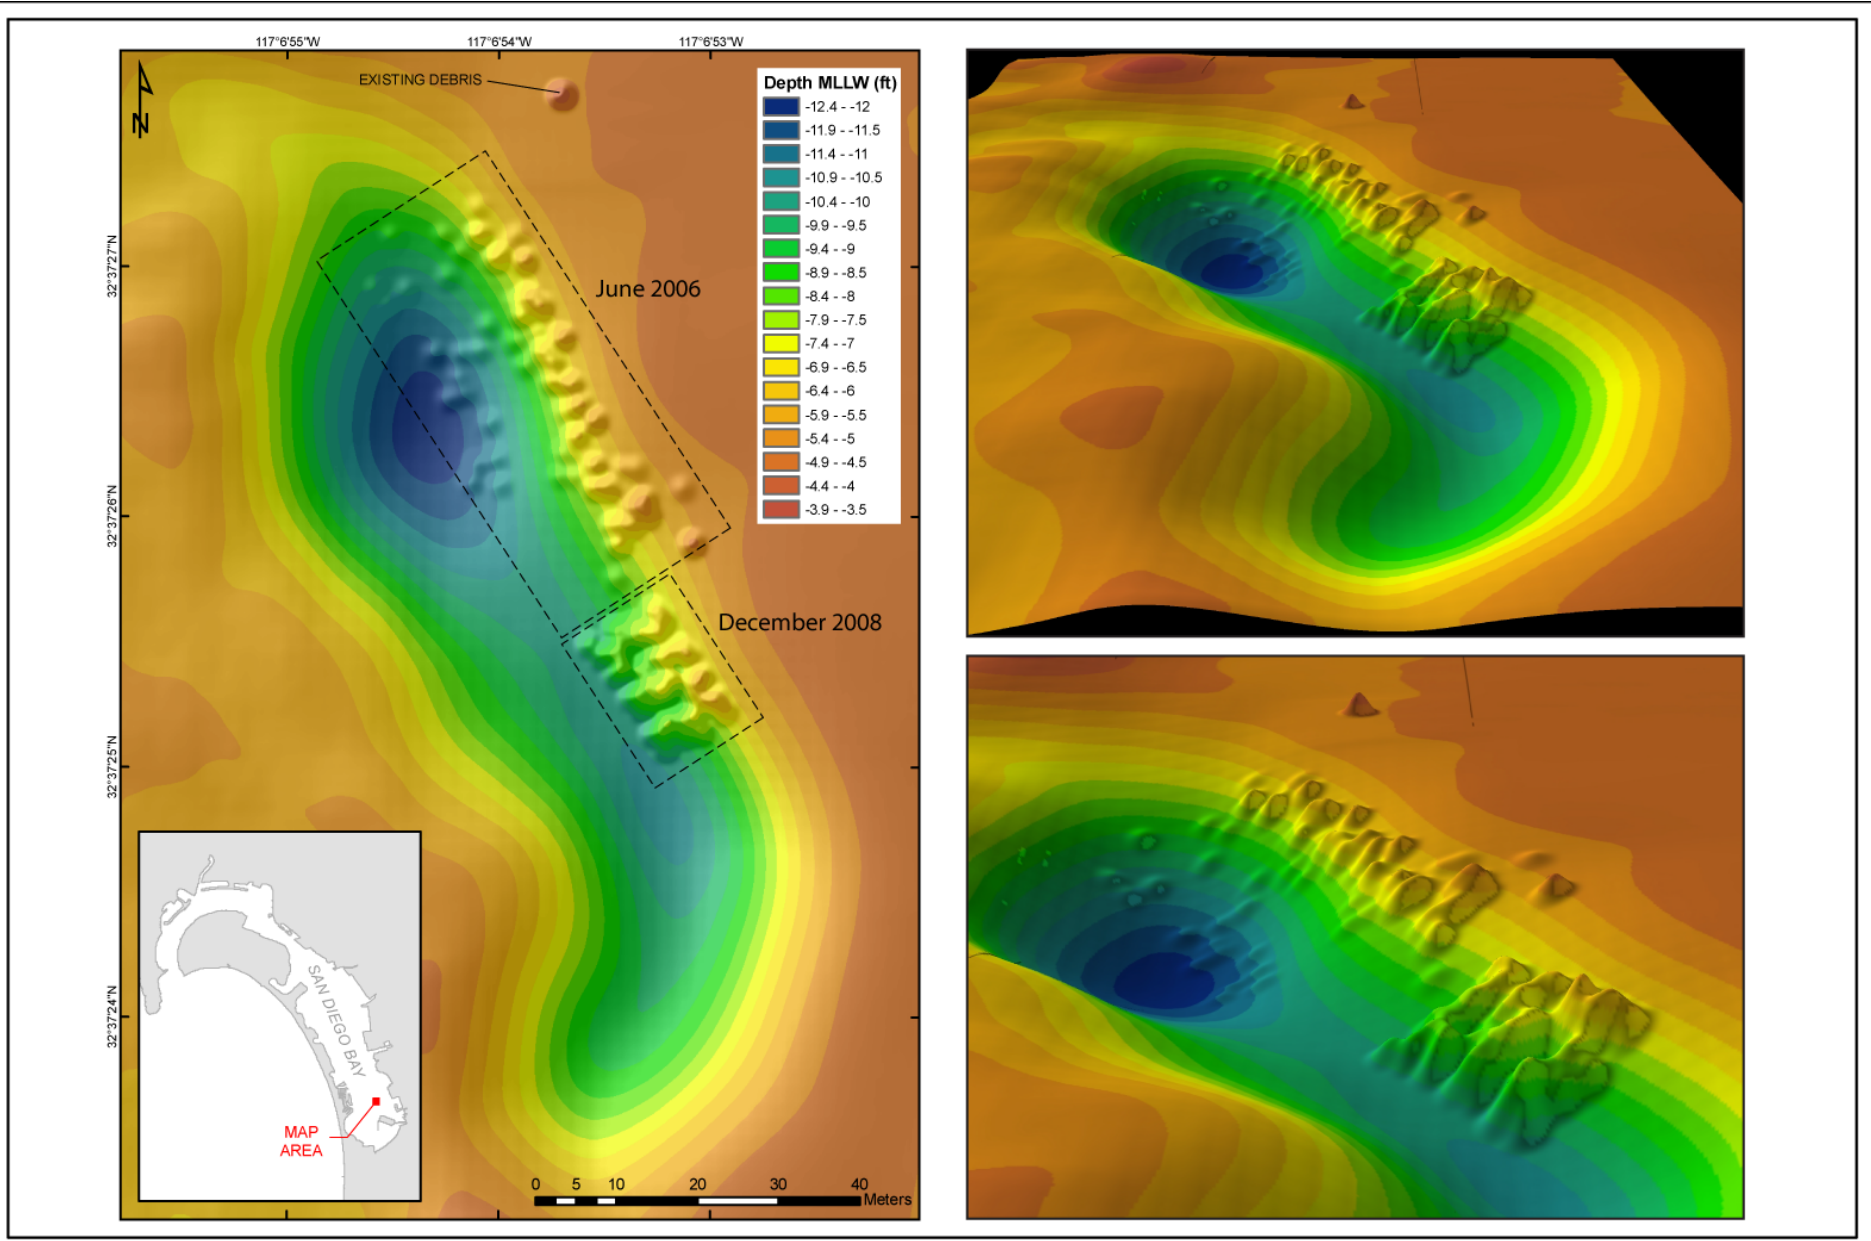 117°6'55"W
117°6'54"W
117°6'53"W
EXISTING DEBRIS
N
Depth MLLW (ft)
-12.4 - -12
-11.9 - -11.5
-11.4 - -11
-10.9 - -10.5
-10.4 - -10
-9.9 - -9.5
-9.4 - -9
-8.9 - -8.5
-8.4 - -8
-7.9 - -7.5
-7.4 - -7
-6.9 - -6.5
-6.4 - -6
-5.9 - -5.5
-5.4 - -5
-4.9 - -4.5
-4.4 - -4
-3.9 - -3.5
32°37'27"N
June 2006
32°37'26"N
December 2008
32°37'25"N
32°37'24"N
SAN DIEGO BAY
MAP
AREA
0 5 10 20 30 40
Meters